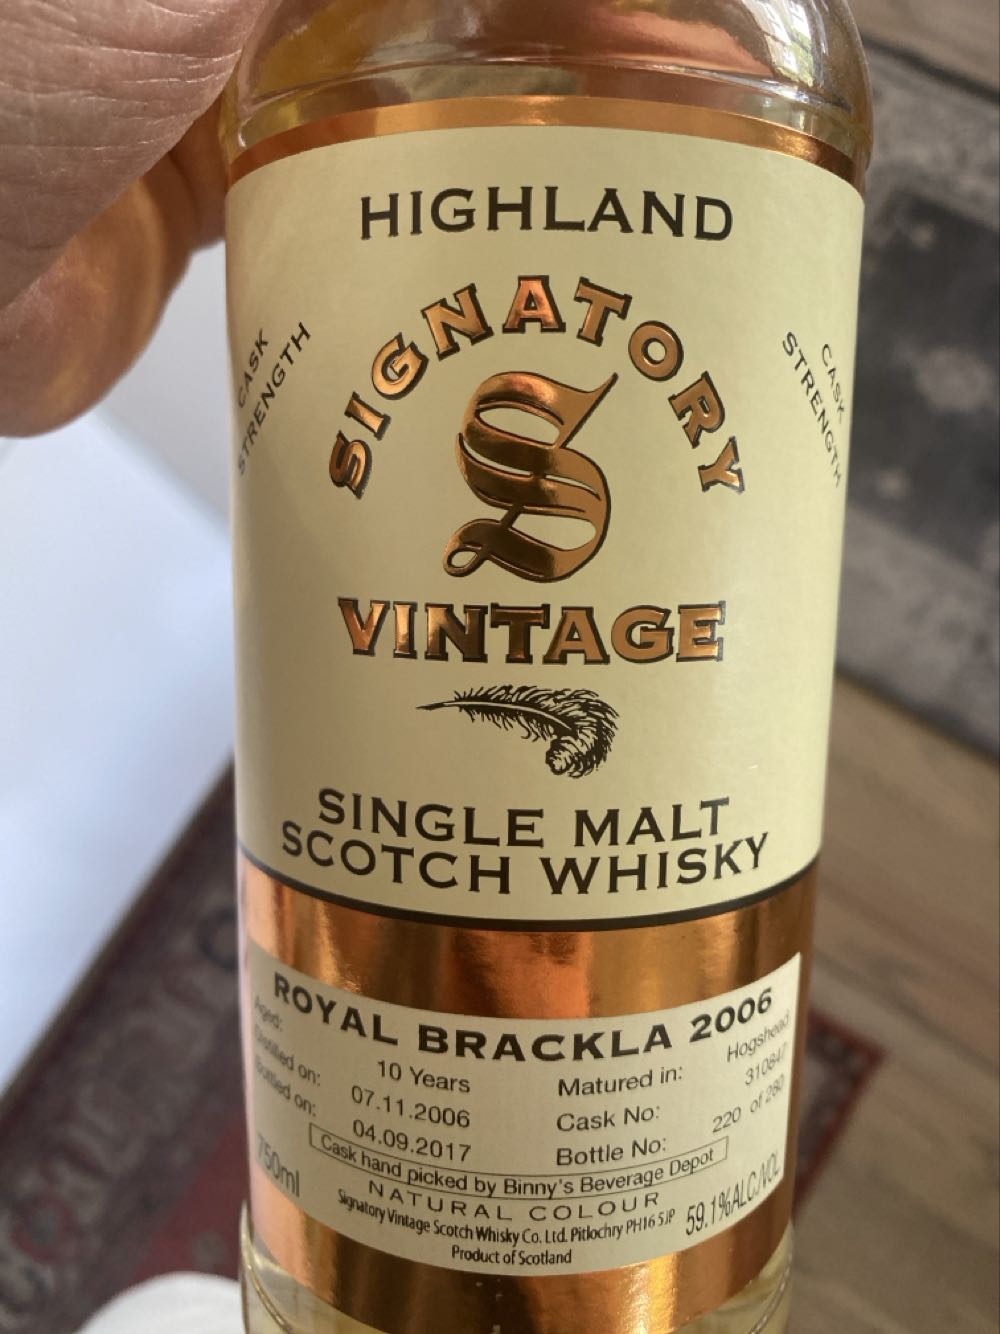 HIGHLAND
CASK
STRENGTH
SIGNATORY
CASK
STRENGTH
S
VINTAGE
SINGLE MALT
SCOTCH WHISKY
ROYAL BRACKLA 2006
Aged: 10 Years
Distilled on: 07.11.2006
Bottled on: 04.09.2017
Matured in: Hogshead
Cask No: 310847
Bottle No: 220 of 280
Cask hand picked by Binny's Beverage Depot
750ml
NATURAL COLOUR
59.1%ALC./VOL
Signatory Vintage Scotch Whisky Co. Ltd. Pitlochry PH16 5JP
Product of Scotland